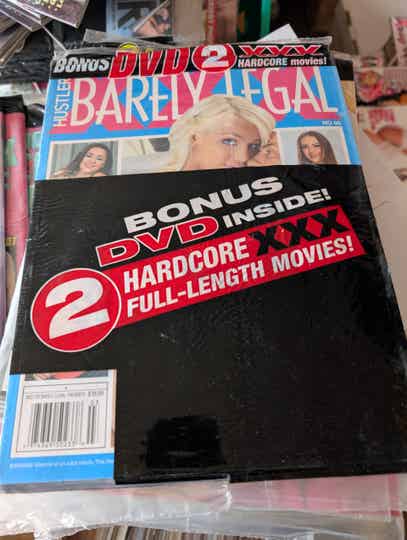 BONUS DVD 2 XXX
HARDCORE movies!
HUSTLER
BARELY LEGAL
BONUS
DVD INSIDE!
2 HARDCORE XXX
FULL-LENGTH MOVIES!